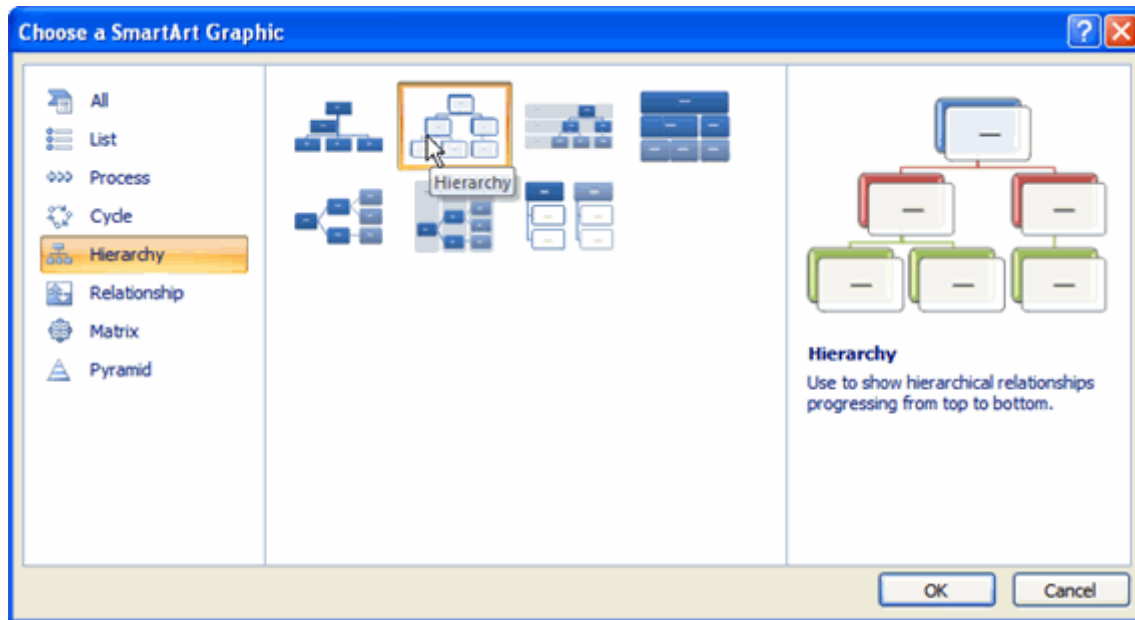 Choose a SmartArt Graphic
All
List
Process
Cycle
Hierarchy
Relationship
Matrix
Pyramid
Hierarchy
Hierarchy
Use to show hierarchical relationships
progressing from top to bottom.
OK
Cancel